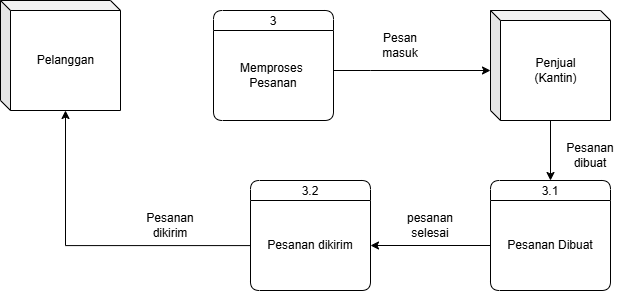 Pelanggan
3
Memproses
Pesanan
Pesan
masuk
Penjual
(Kantin)
Pesanan
dibuat
3.1
Pesanan Dibuat
pesanan
selesai
3.2
Pesanan dikirim
Pesanan
dikirim